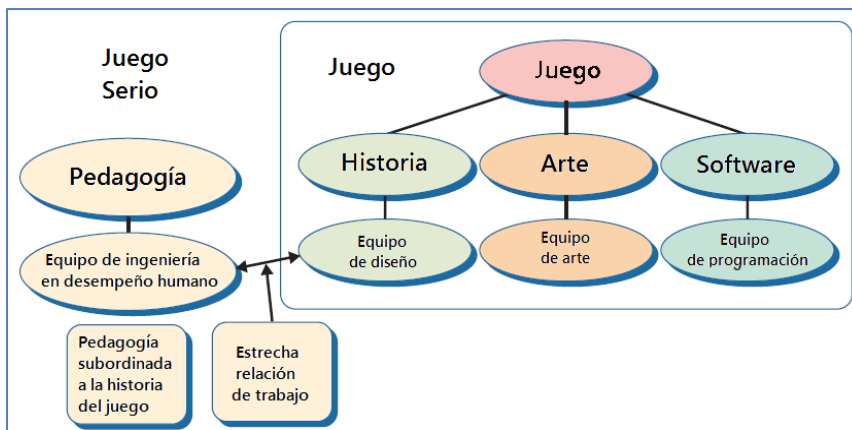 Juego
Serio
Juego
Juego
Historia
Arte
Software
Pedagogía
Equipo
de diseño
Equipo
de arte
Equipo
de programación
Equipo de ingeniería
en desempeño humano
Pedagogía
subordinada
a la historia
del juego
Estrecha
relación
de trabajo